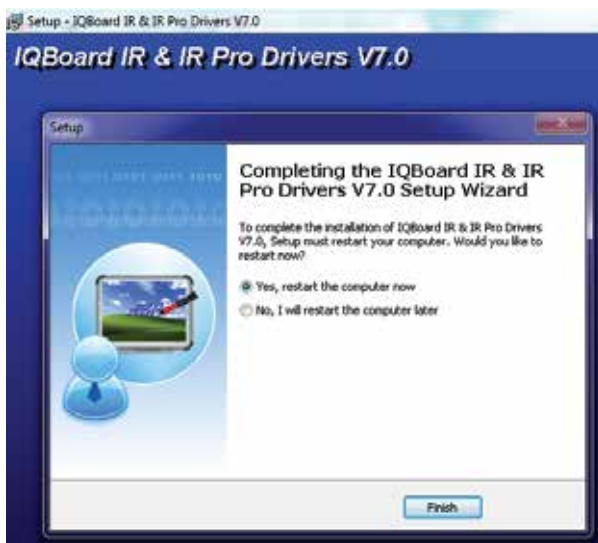 Setup - IQBoard IR & IR Pro Drivers V7.0
IQBoard IR & IR Pro Drivers V7.0
Setup
Completing the IQBoard IR & IR
Pro Drivers V7.0 Setup Wizard
To complete the installation of IQBoard IR & IR Pro Drivers
V7.0, Setup must restart your computer. Would you like to
restart now?
Yes, restart the computer now
No, I will restart the computer later
Finish